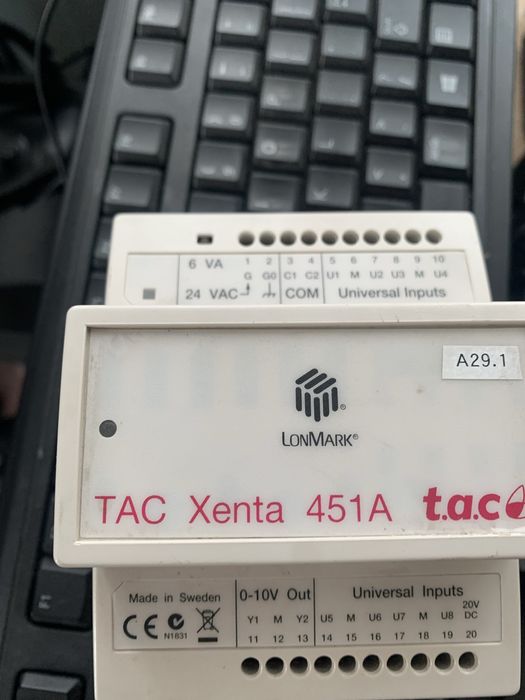 6 VA 1 2 3 4 5 6 7 8 9 10
G G0 C1 C2 U1 M U2 U3 M U4
24 VAC COM Universal Inputs
A29.1
LONMARK®
TAC Xenta 451A t.a.c
Made in Sweden 0-10V Out Universal Inputs
CE N1831 Y1 M Y2 U5 M U6 U7 M U8 20V DC
11 12 13 14 15 16 17 18 19 20
F1